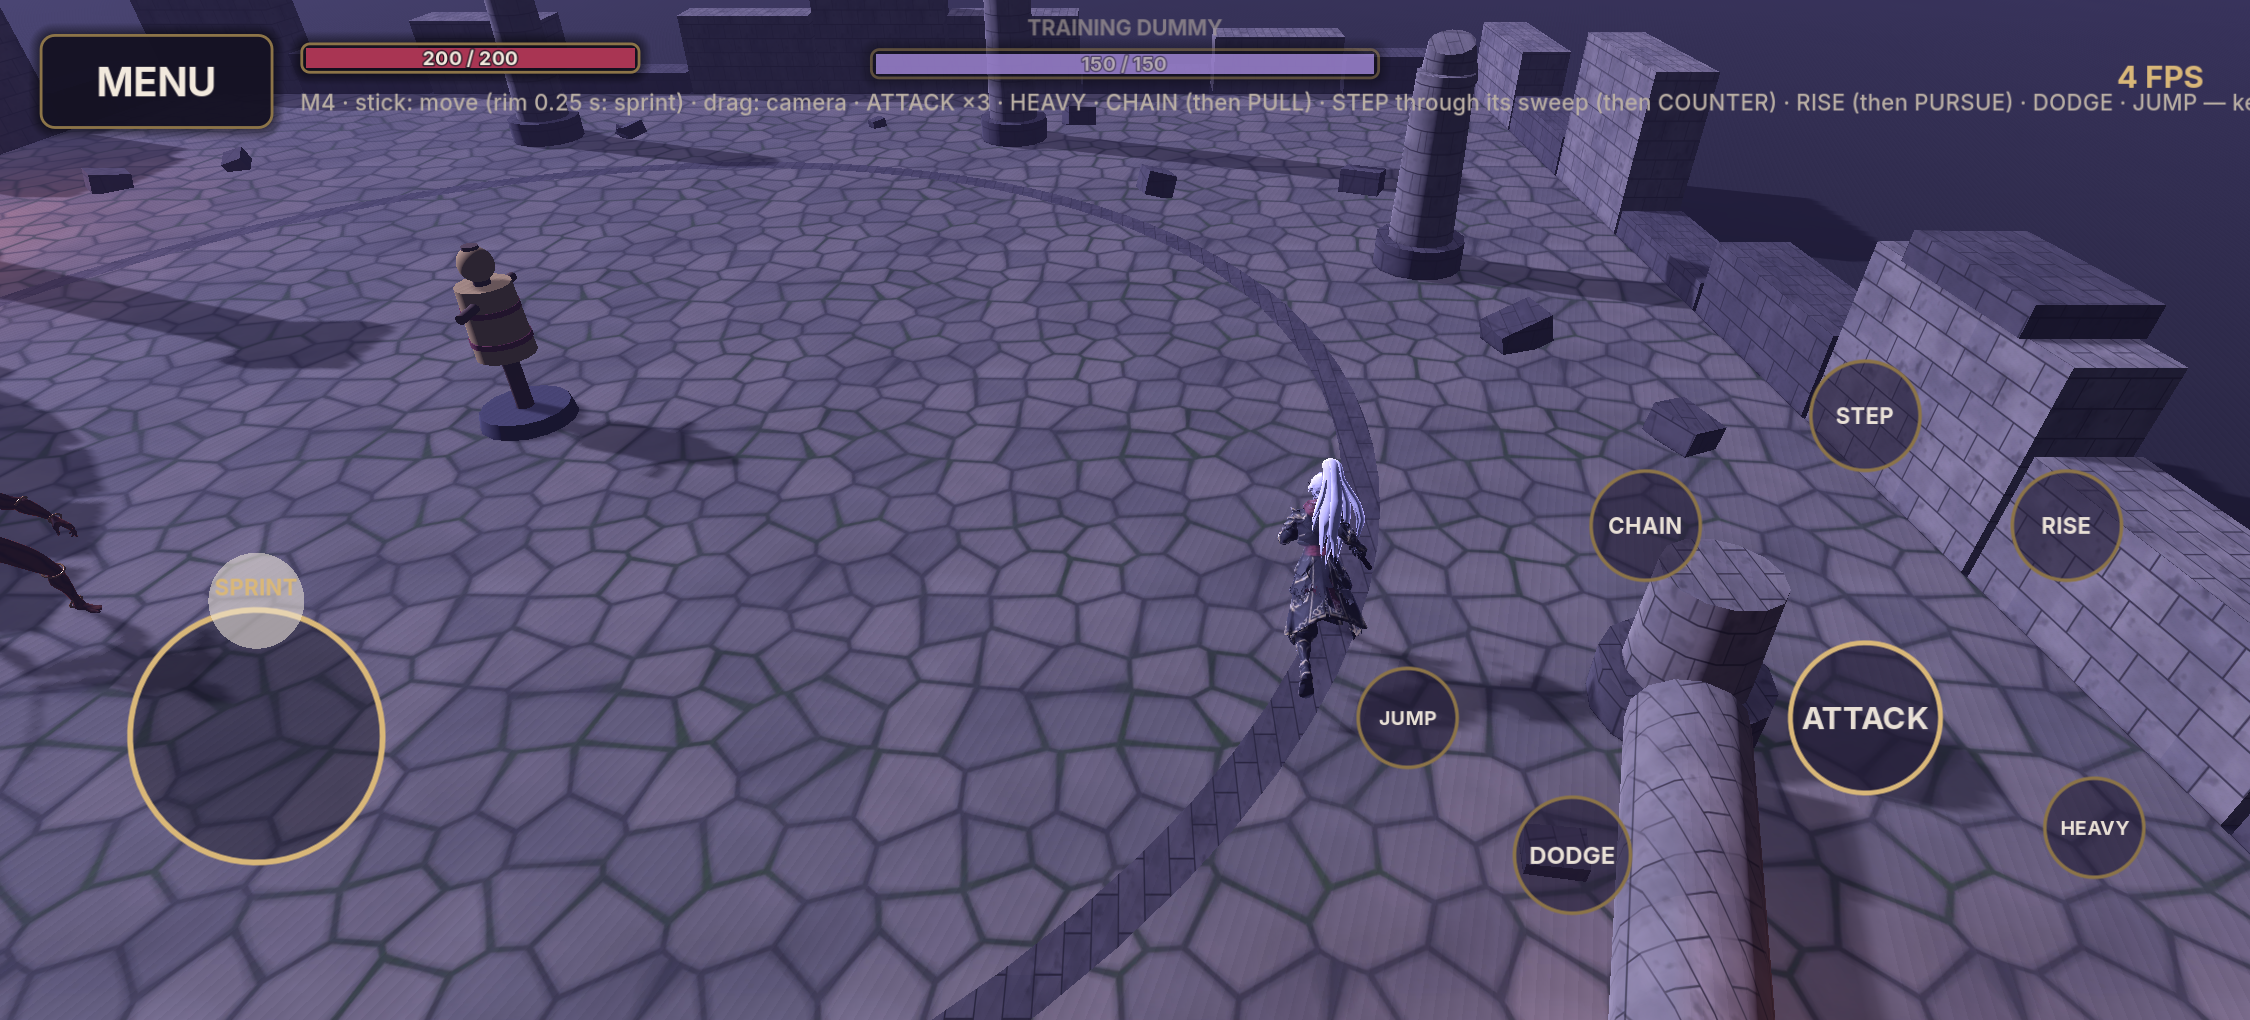 TRAINING DUMMY
MENU
200 / 200
150 / 150
4 FPS
M4 · stick: move (rim 0.25 s: sprint) · drag: camera · ATTACK ×3 · HEAVY · CHAIN (then PULL) · STEP through its sweep (then COUNTER) · RISE (then PURSUE) · DODGE · JUMP — ke
STEP
CHAIN
RISE
SPRINT
JUMP
ATTACK
HEAVY
DODGE